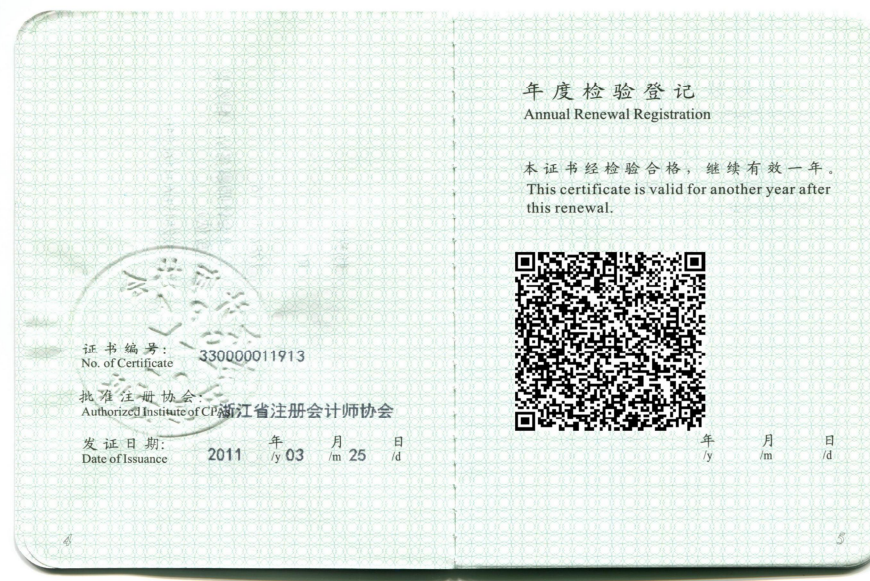 证书编号:
No. of Certificate
330000011913
批准注册协会:
Authorized Institute of CPAs
浙江省注册会计师协会
发证日期:
Date of Issuance
2011 年 03 月 25 日
/y /m /d
4
年度检验登记
Annual Renewal Registration
本证书经检验合格，继续有效一年。
This certificate is valid for another year after
this renewal.
年 月 日
/y /m /d
5